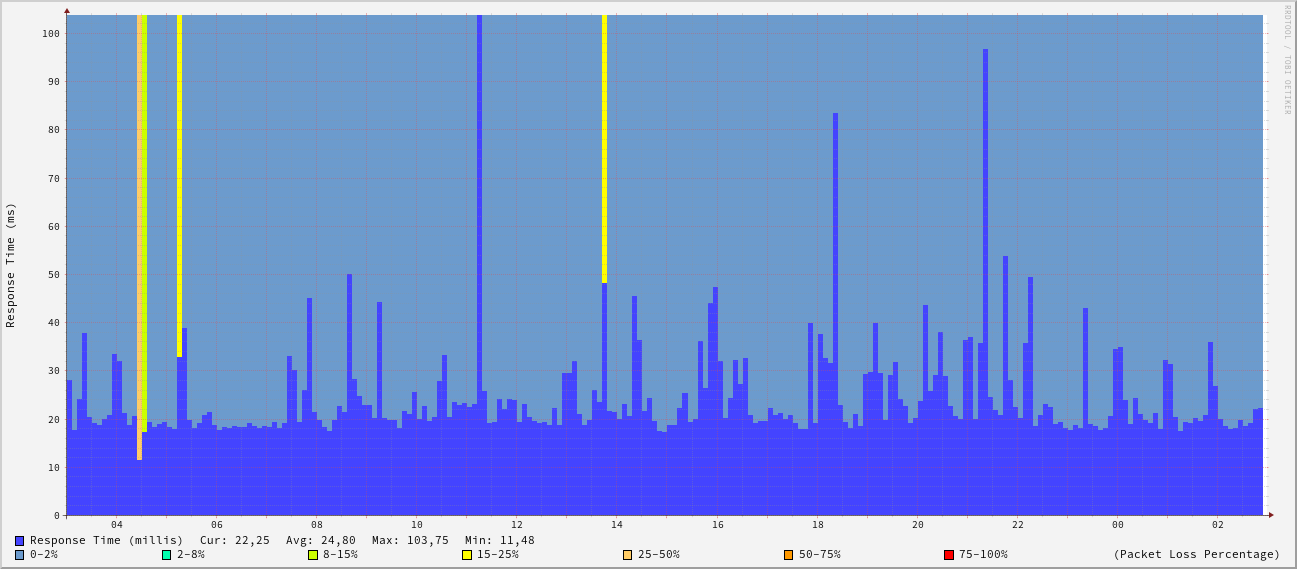 RRDTOOL / TOBI OETIKER
Response Time (ms)
100
90
80
70
60
50
40
30
20
10
0
04 06 08 10 12 14 16 18 20 22 00 02
Response Time (millis) Cur: 22,25 Avg: 24,80 Max: 103,75 Min: 11,48
0-2% 2-8% 8-15% 15-25% 25-50% 50-75% 75-100% (Packet Loss Percentage)